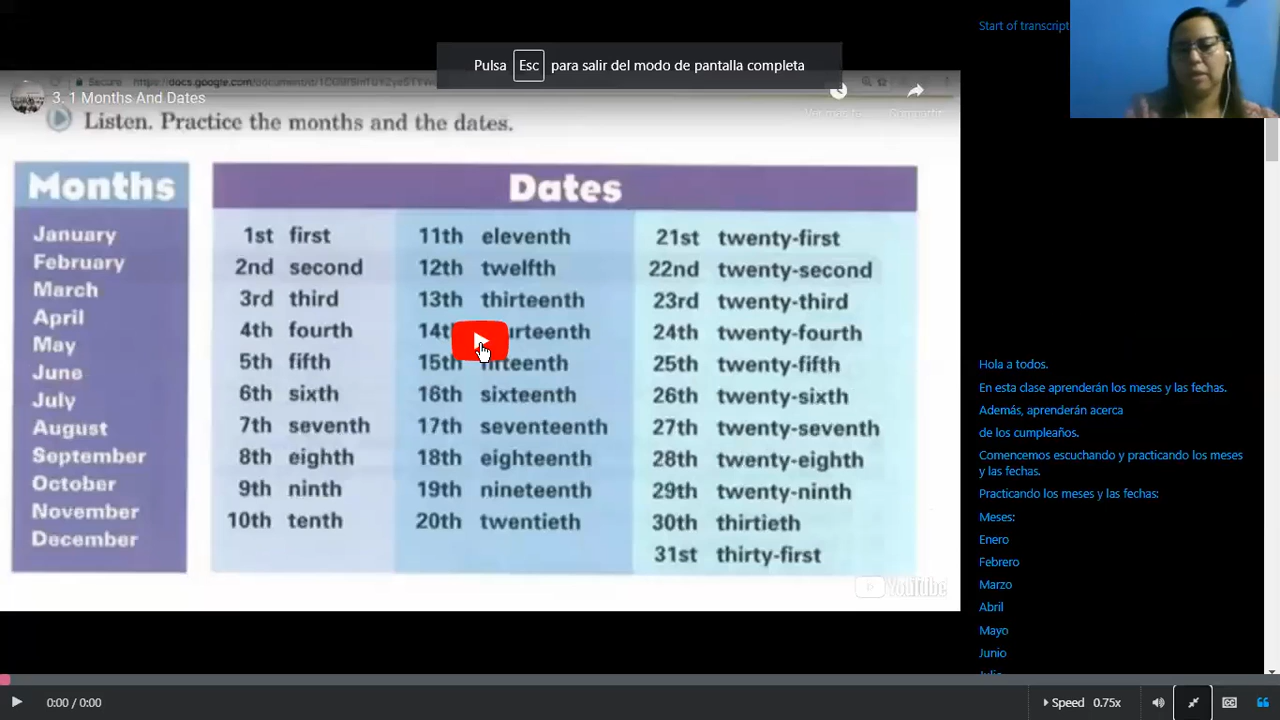 Start of transcript
Pulsa Esc para salir del modo de pantalla completa
Secure
3. 1 Months And Dates
Compartir
Listen. Practice the months and the dates.
Months
January
February
March
April
May
June
July
August
September
October
November
December
Dates
1st first
2nd second
3rd third
4th fourth
5th fifth
6th sixth
7th seventh
8th eighth
9th ninth
10th tenth
11th eleventh
12th twelfth
13th thirteenth
15th
16th sixteenth
17th seventeenth
18th eighteenth
19th nineteenth
20th twentieth
21st twenty-first
22nd twenty-second
23rd twenty-third
24th twenty-fourth
25th twenty-fifth
26th twenty-sixth
27th twenty-seventh
28th twenty-eighth
29th twenty-ninth
30th thirtieth
31st thirty-first
YouTube
Hola a todos.
En esta clase aprenderán los meses y las fechas.
Además, aprenderán acerca
de los cumpleaños.
Comencemos escuchando y practicando los meses
y las fechas.
Practicando los meses y las fechas:
Meses:
Enero
Febrero
Marzo
Abril
Mayo
Junio
0:00 / 0:00
Speed 0.75x